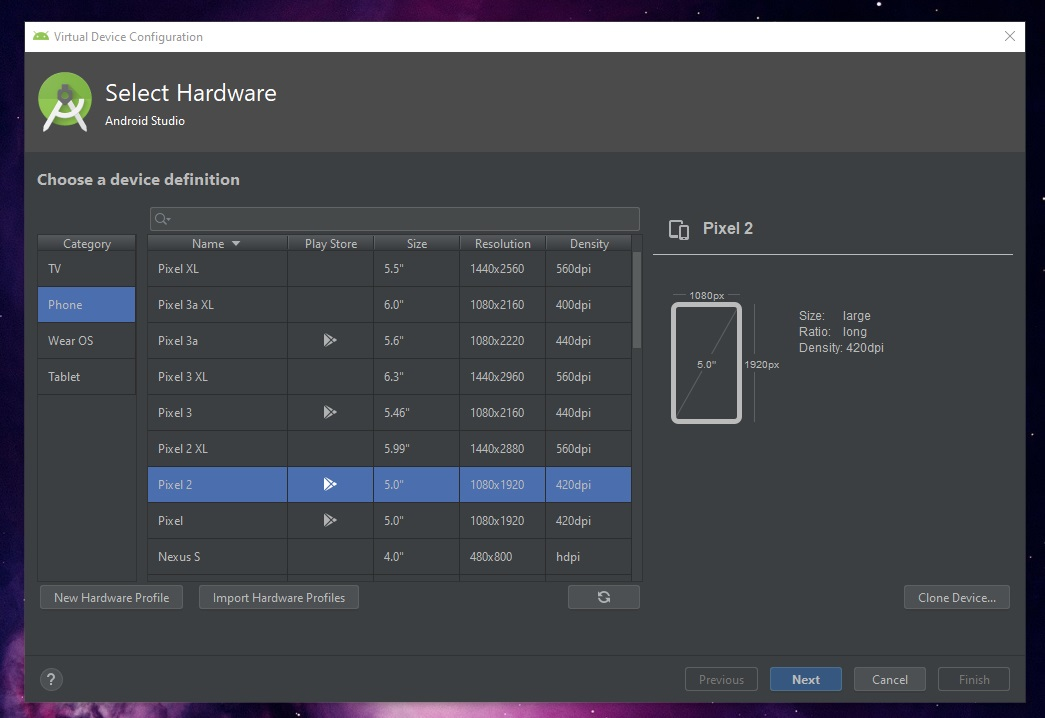 Virtual Device Configuration
Select Hardware
Android Studio
Choose a device definition
Category
TV
Phone
Wear OS
Tablet
Name Play Store Size Resolution Density
Pixel XL 5.5" 1440x2560 560dpi
Pixel 3a XL 6.0" 1080x2160 400dpi
Pixel 3a 5.6" 1080x2220 440dpi
Pixel 3 XL 6.3" 1440x2960 560dpi
Pixel 3 5.46" 1080x2160 440dpi
Pixel 2 XL 5.99" 1440x2880 560dpi
Pixel 2 5.0" 1080x1920 420dpi
Pixel 5.0" 1080x1920 420dpi
Nexus S 4.0" 480x800 hdpi
Pixel 2
1080px
5.0"
1920px
Size: large
Ratio: long
Density: 420dpi
New Hardware Profile
Import Hardware Profiles
Clone Device...
?
Previous
Next
Cancel
Finish